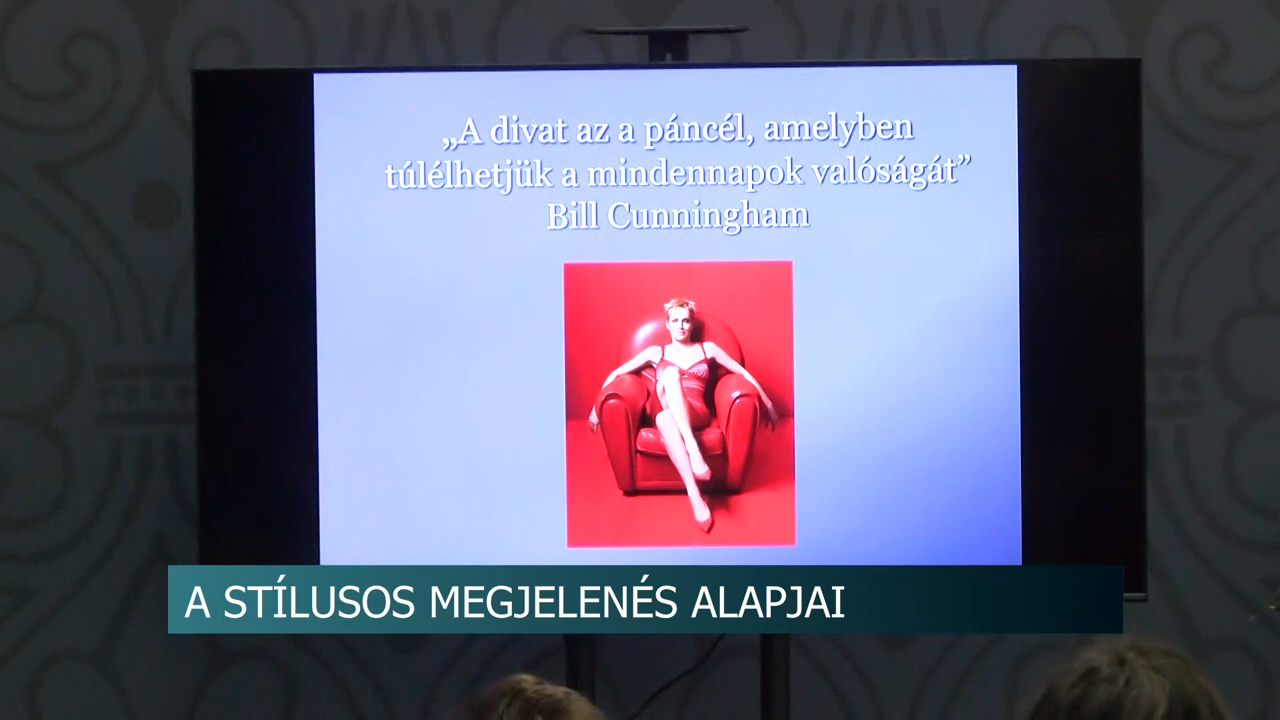 „A divat az a páncél, amelyben
túlélhetjük a mindennapok valóságát”
Bill Cunningham
A STÍLUSOS MEGJELENÉS ALAPJAI